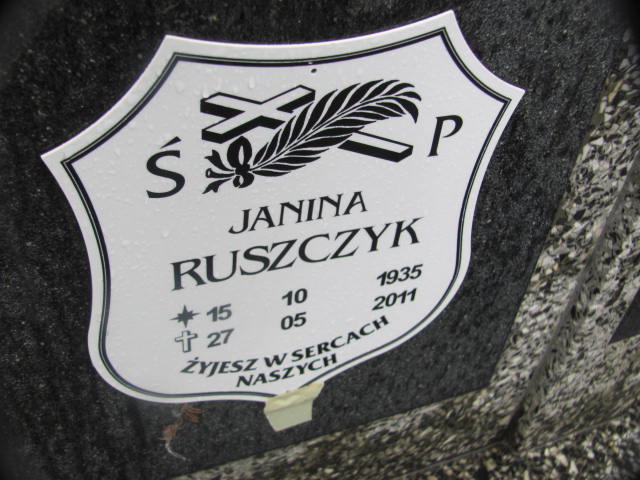 Ś P
JANINA
RUSZCZYK
15 10 1935
27 05 2011
ŻYJESZ W SERCACH
NASZYCH